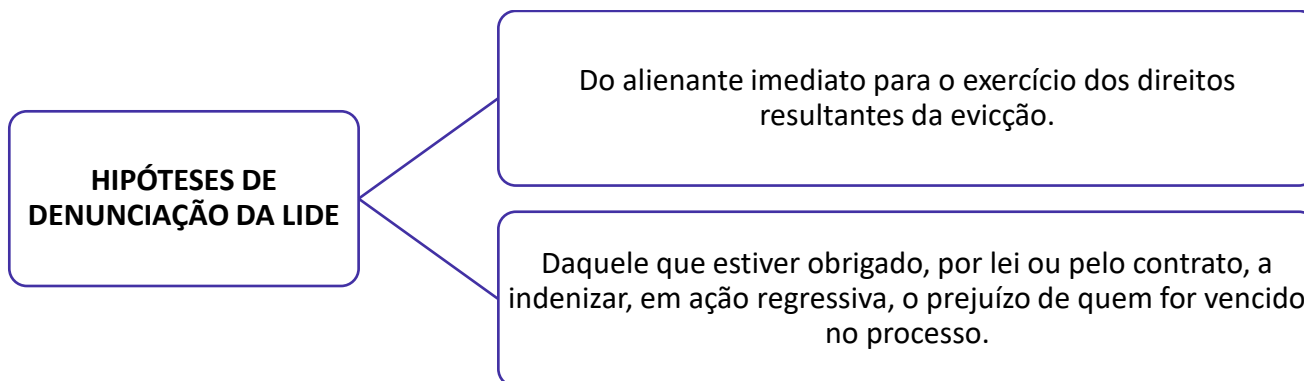 HIPÓTESES DE
DENUNCIAÇÃO DA LIDE
Do alienante imediato para o exercício dos direitos
resultantes da evicção.
Daquele que estiver obrigado, por lei ou pelo contrato, a
indenizar, em ação regressiva, o prejuízo de quem for vencido
no processo.